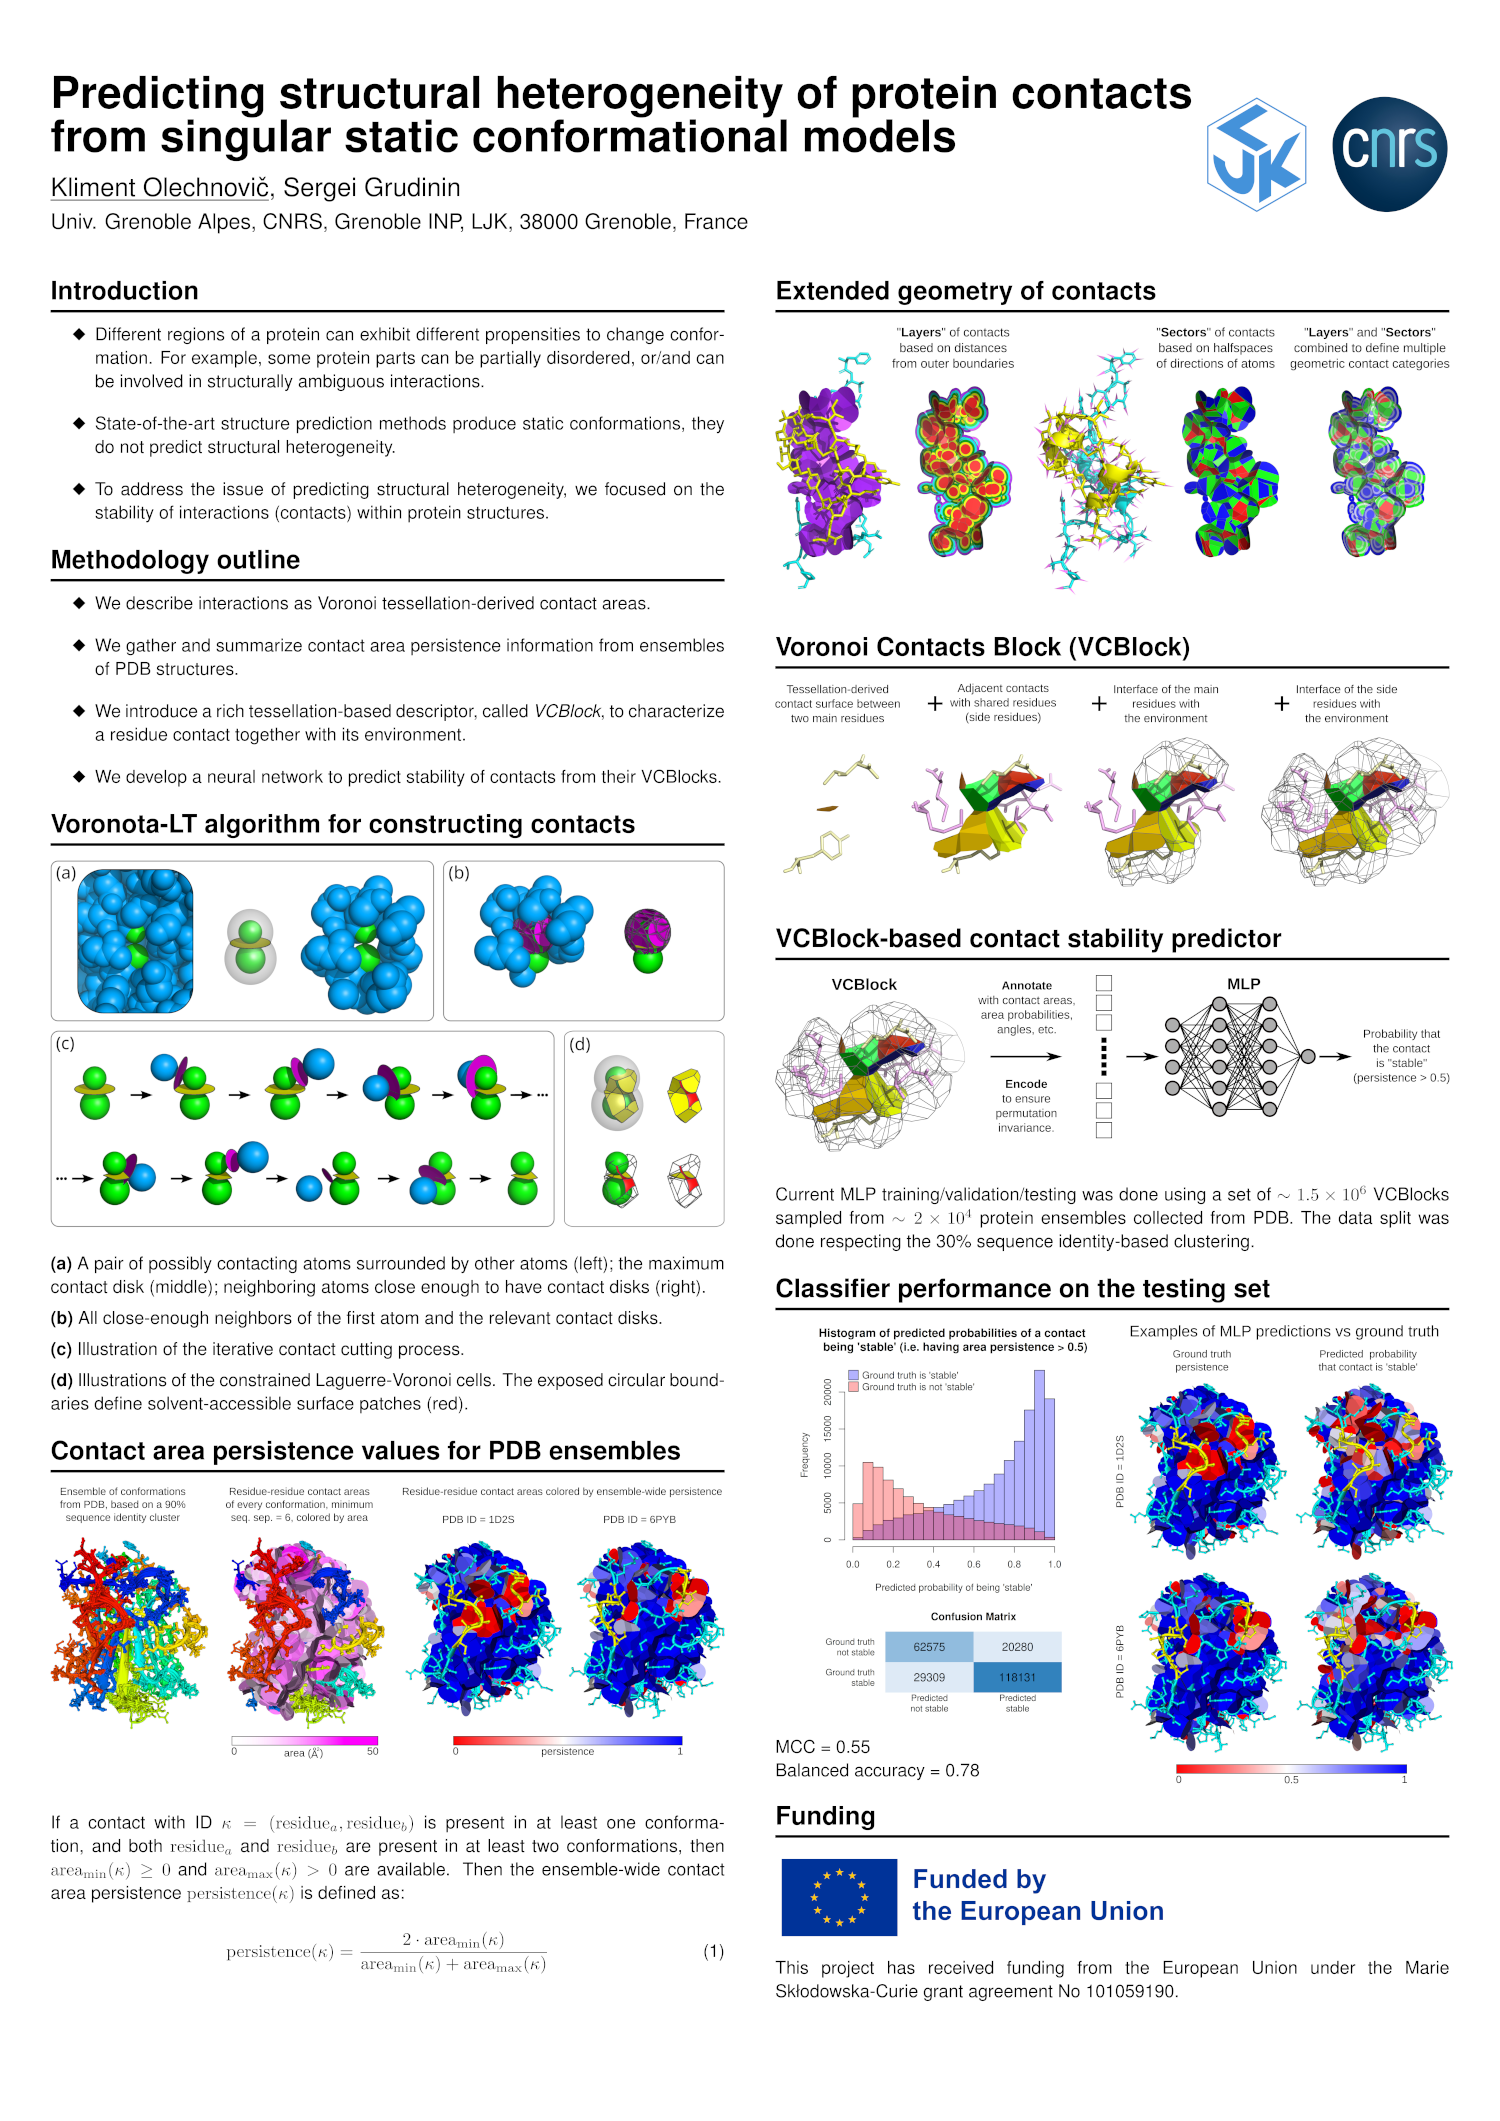 Predicting structural heterogeneity of protein contacts
from singular static conformational models
Kliment Olechnovič, Sergei Grudinin
Univ. Grenoble Alpes, CNRS, Grenoble INP, LJK, 38000 Grenoble, France
LJK
cnrs
Introduction
◆ Different regions of a protein can exhibit different propensities to change confor-
mation. For example, some protein parts can be partially disordered, or/and can
be involved in structurally ambiguous interactions.
◆ State-of-the-art structure prediction methods produce static conformations, they
do not predict structural heterogeneity.
◆ To address the issue of predicting structural heterogeneity, we focused on the
stability of interactions (contacts) within protein structures.
Methodology outline
◆ We describe interactions as Voronoi tessellation-derived contact areas.
◆ We gather and summarize contact area persistence information from ensembles
of PDB structures.
◆ We introduce a rich tessellation-based descriptor, called VCBlock, to characterize
a residue contact together with its environment.
◆ We develop a neural network to predict stability of contacts from their VCBlocks.
Voronota-LT algorithm for constructing contacts
(a)
(b)
(c)
(d)
(a) A pair of possibly contacting atoms surrounded by other atoms (left); the maximum
contact disk (middle); neighboring atoms close enough to have contact disks (right).
(b) All close-enough neighbors of the first atom and the relevant contact disks.
(c) Illustration of the iterative contact cutting process.
(d) Illustrations of the constrained Laguerre-Voronoi cells. The exposed circular bound-
aries define solvent-accessible surface patches (red).
Contact area persistence values for PDB ensembles
Ensemble of conformations
from PDB, based on a 90%
sequence identity cluster
Residue-residue contact areas
of every conformation, minimum
seq. sep. = 6, colored by area
Residue-residue contact areas colored by ensemble-wide persistence
PDB ID = 1D2S
PDB ID = 6PYB
0 area (Å²) 50
0 persistence 1
If a contact with ID κ = (residueₐ, residue_b) is present in at least one conforma-
tion, and both residueₐ and residue_b are present in at least two conformations, then
area_min(κ) ≥ 0 and area_max(κ) > 0 are available. Then the ensemble-wide contact
area persistence persistence(κ) is defined as:
persistence(κ) = 2 · area_min(κ) / (area_min(κ) + area_max(κ)) (1)
Extended geometry of contacts
"Layers" of contacts
based on distances
from outer boundaries
"Sectors" of contacts
based on halfspaces
of directions of atoms
"Layers" and "Sectors"
combined to define multiple
geometric contact categories
Voronoi Contacts Block (VCBlock)
Tessellation-derived
contact surface between
two main residues
+
Adjacent contacts
with shared residues
(side residues)
+
Interface of the main
residues with
the environment
+
Interface of the side
residues with
the environment
VCBlock-based contact stability predictor
VCBlock
Annotate
with contact areas,
area probabilities,
angles, etc.
Encode
to ensure
permutation
invariance.
MLP
Probability that
the contact
is "stable"
(persistence > 0.5)
Current MLP training/validation/testing was done using a set of ∼ 1.5 × 10⁶ VCBlocks
sampled from ∼ 2 × 10⁴ protein ensembles collected from PDB. The data split was
done respecting the 30% sequence identity-based clustering.
Classifier performance on the testing set
Histogram of predicted probabilities of a contact
being 'stable' (i.e. having area persistence > 0.5)
Ground truth is 'stable'
Ground truth is not 'stable'
Frequency
0 5000 10000 15000 20000
0.0 0.2 0.4 0.6 0.8 1.0
Predicted probability of being 'stable'
Confusion Matrix
Ground truth
not stable
62575 20280
Ground truth
stable
29309 118131
Predicted
not stable
Predicted
stable
MCC = 0.55
Balanced accuracy = 0.78
Examples of MLP predictions vs ground truth
Ground truth
persistence
Predicted probability
that contact is 'stable'
PDB ID = 1D2S
PDB ID = 6PYB
0 0.5 1
Funding
Funded by
the European Union
This project has received funding from the European Union under the Marie
Skłodowska-Curie grant agreement No 101059190.